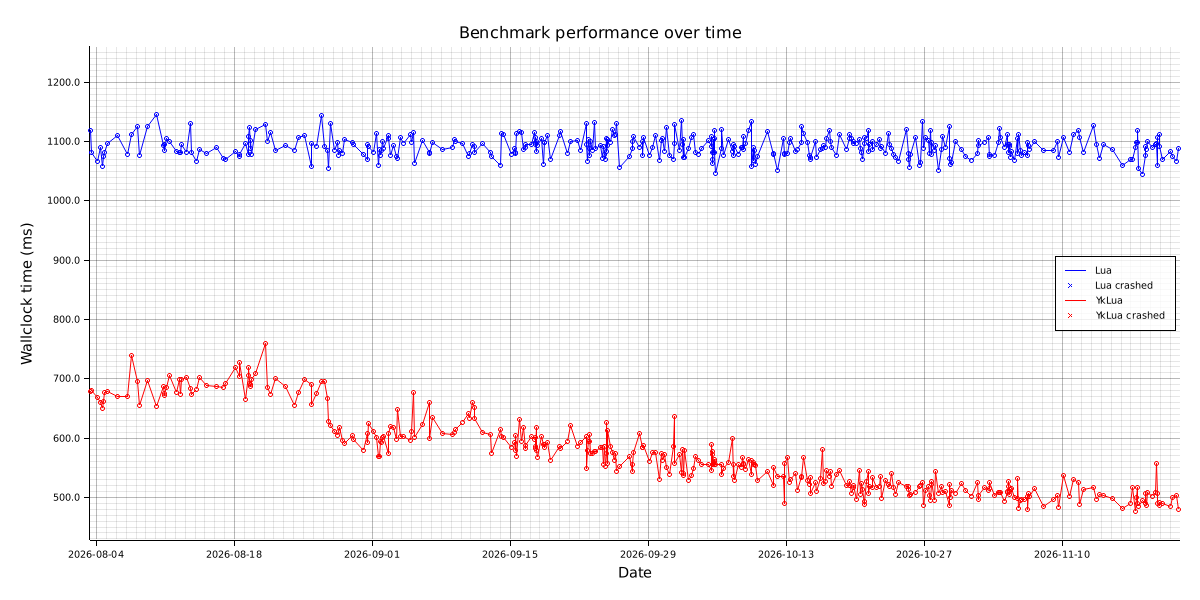 Benchmark performance over time
Wallclock time (ms)
1200.0
1100.0
1000.0
900.0
800.0
700.0
600.0
500.0
Lua
Lua crashed
YkLua
YkLua crashed
2026-08-04
2026-08-18
2026-09-01
2026-09-15
2026-09-29
2026-10-13
2026-10-27
2026-11-10
Date